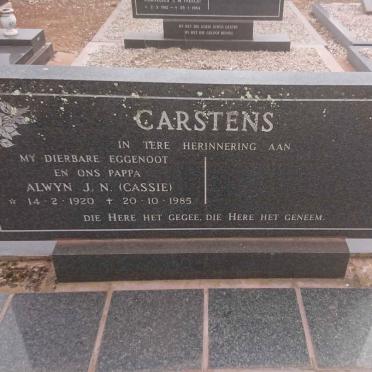 CARSTENS
IN TERE HERINNERING AAN
MY DIERBARE EGGENOOT
EN ONS PAPPA
ALWYN J. N. (CASSIE)
* 14-2-1920 + 20-10-1985
DIE HERE HET GEGEE, DIE HERE HET GENEEM.